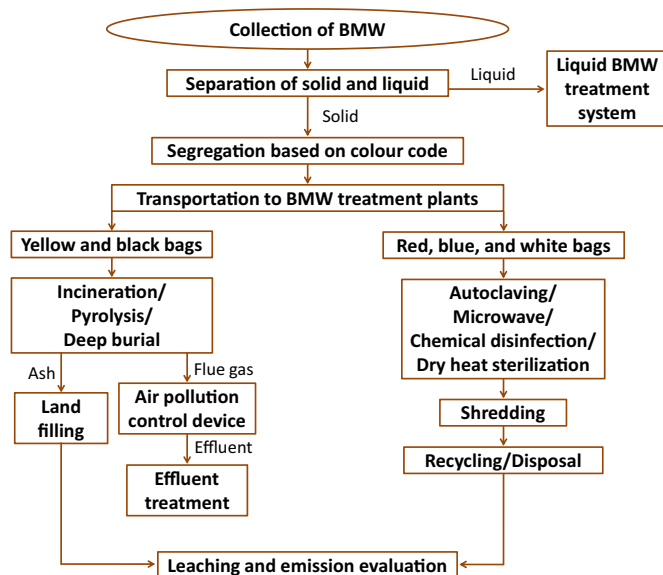 Collection of BMW
Separation of solid and liquid
Liquid
Liquid BMW
treatment
system
Solid
Segregation based on colour code
Transportation to BMW treatment plants
Yellow and black bags
Red, blue, and white bags
Incineration/
Pyrolysis/
Deep burial
Autoclaving/
Microwave/
Chemical disinfection/
Dry heat sterilization
Ash
Flue gas
Land
filling
Air pollution
control device
Shredding
Effluent
Recycling/Disposal
Effluent
treatment
Leaching and emission evaluation